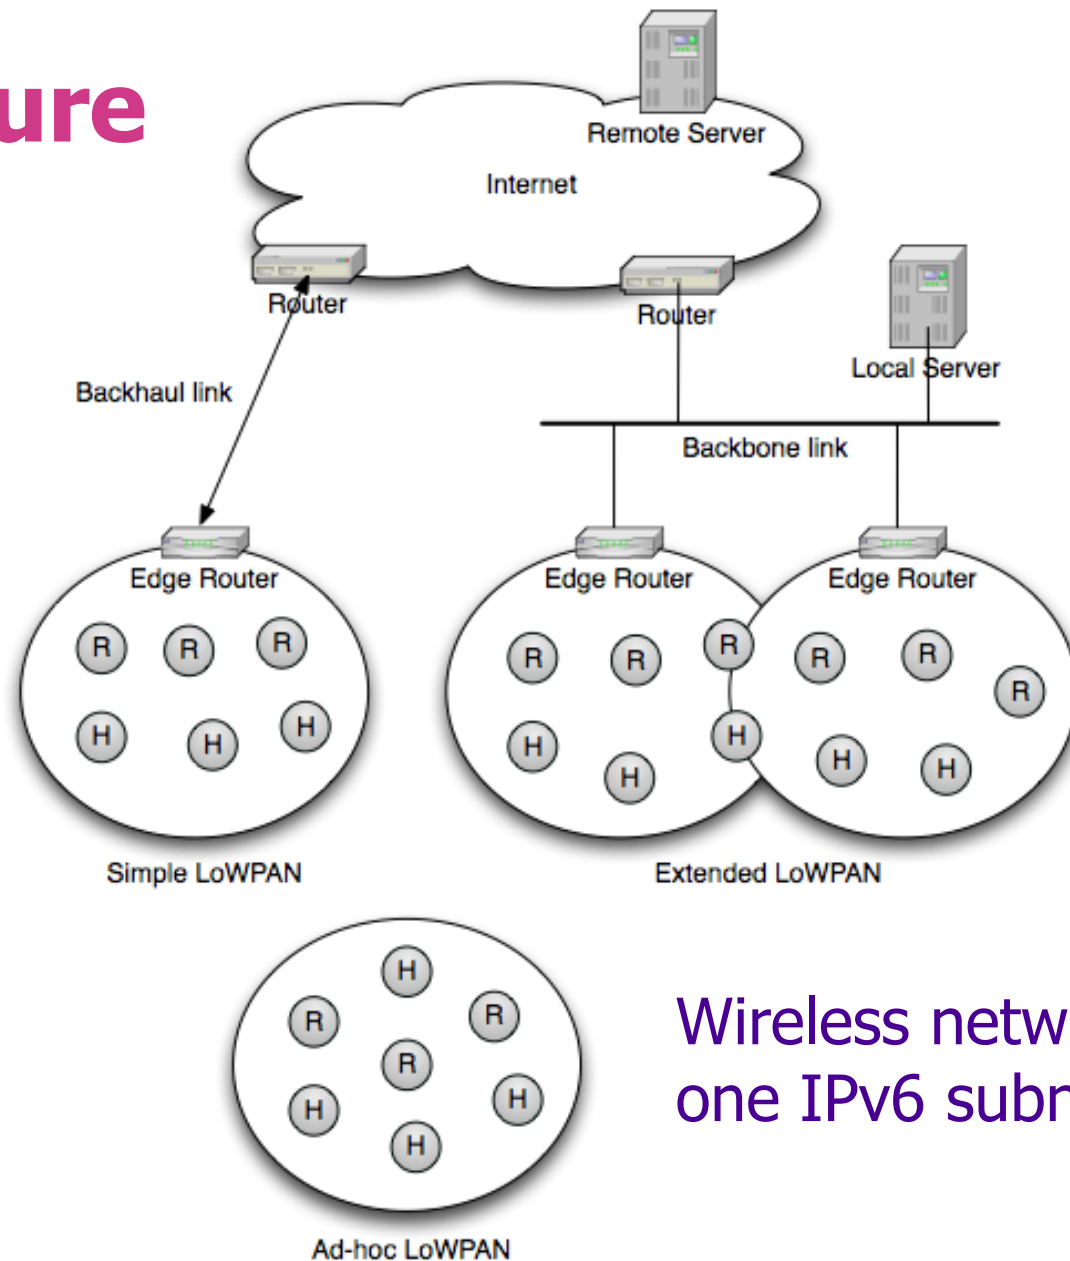 ure
Remote Server
Internet
Router
Router
Local Server
Backhaul link
Backbone link
Edge Router
Edge Router
Edge Router
R R R
R R R R R
R
H H H
H H H H H
Simple LoWPAN
Extended LoWPAN
H
R R
R
H H
H
Ad-hoc LoWPAN
Wireless netw
one IPv6 subn